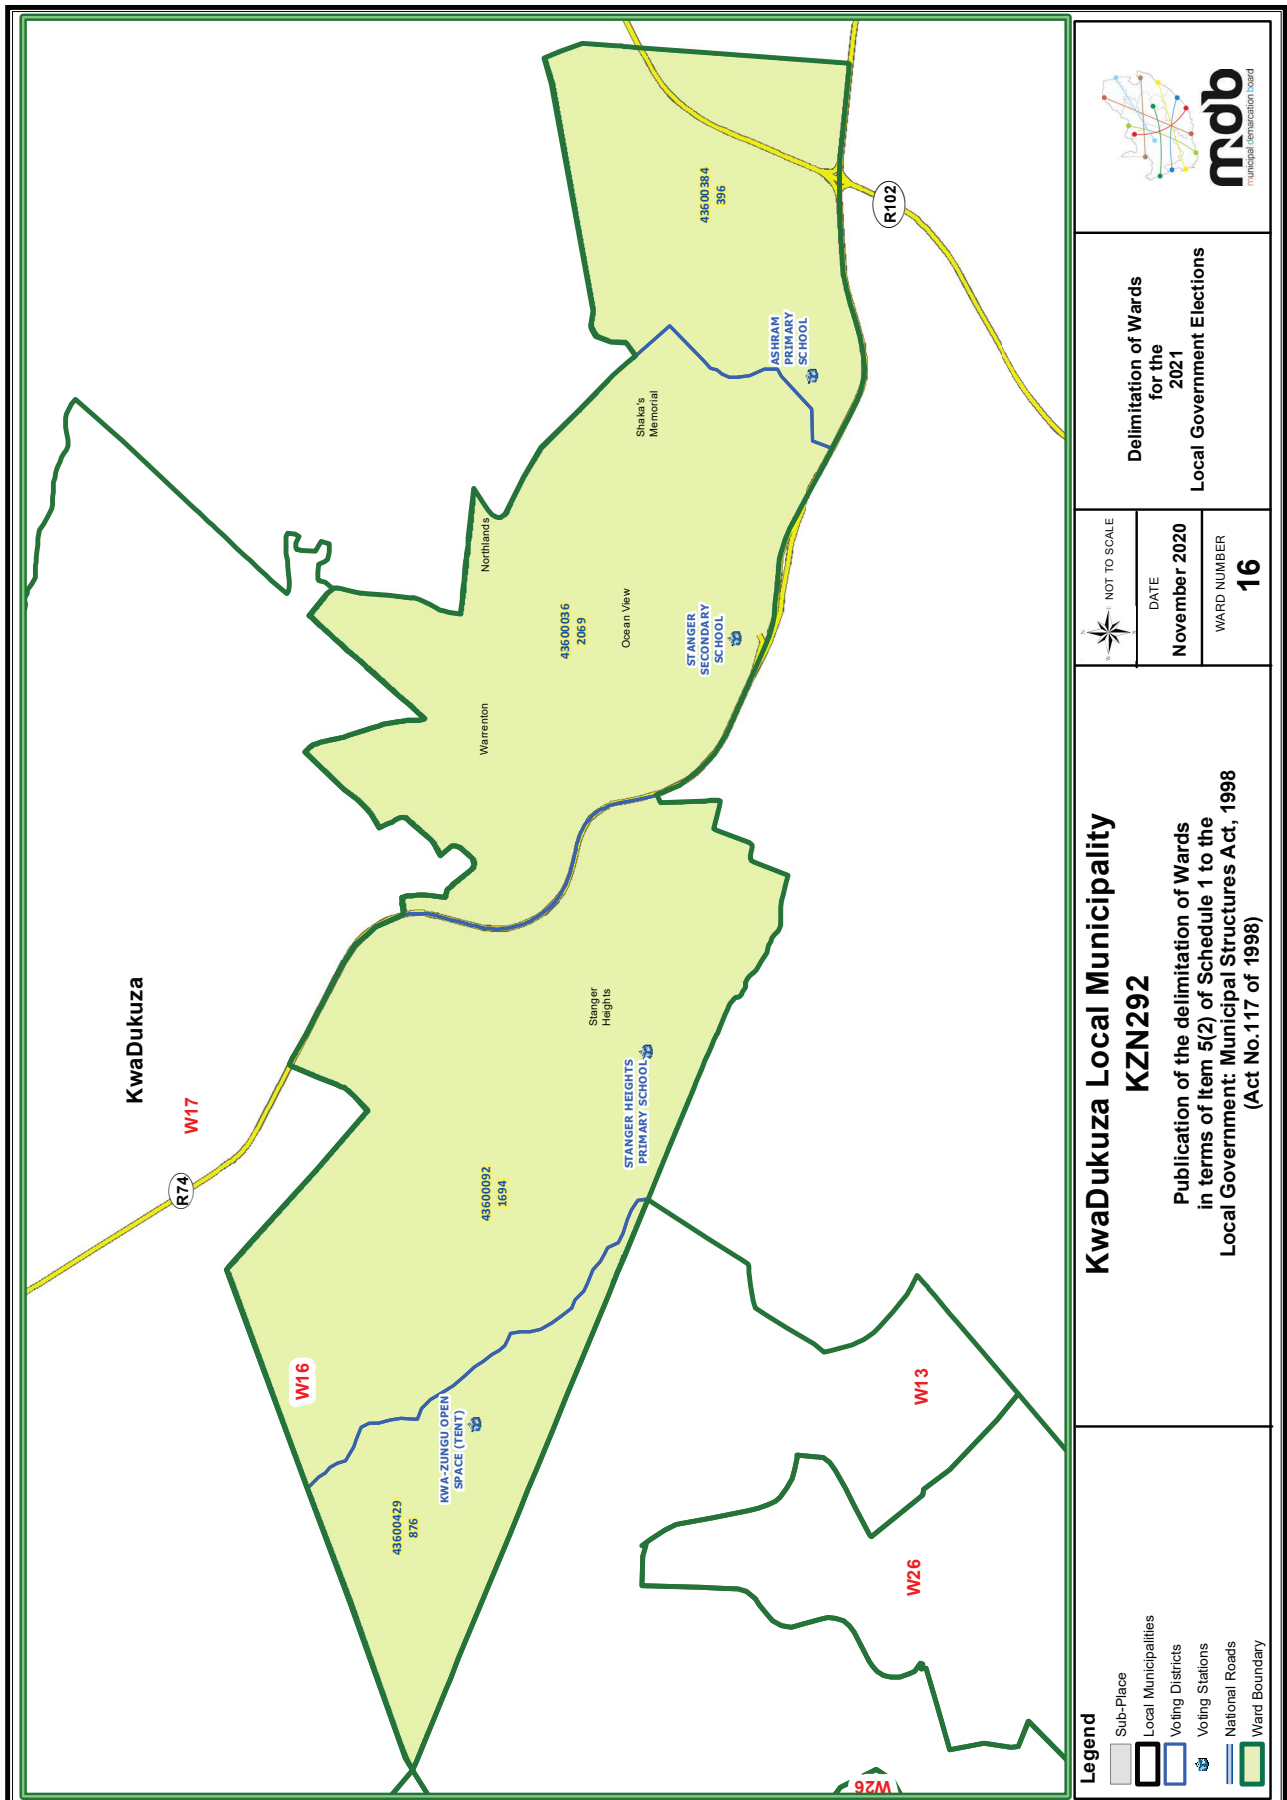 KwaDukuza
W17
R74
W16
43600429
876
KWA-ZUNGU OPEN
SPACE (TENT)
43600092
1694
STANGER HEIGHTS
PRIMARY SCHOOL
Stanger
Heights
Warrenton
Northlands
43600036
2069
Ocean View
STANGER
SECONDARY
SCHOOL
Shaka's
Memorial
ASHRAM
PRIMARY
SCHOOL
43600384
396
R102
W13
W26
W26
Legend
Sub-Place
Local Municipalities
Voting Districts
Voting Stations
National Roads
Ward Boundary
KwaDukuza Local Municipality
KZN292
Publication of the delimitation of Wards
in terms of Item 5(2) of Schedule 1 to the
Local Government: Municipal Structures Act, 1998
(Act No.117 of 1998)
N
W
E
S
NOT TO SCALE
DATE
November 2020
WARD NUMBER
16
Delimitation of Wards
for the
2021
Local Government Elections
mdb
municipal demarcation board